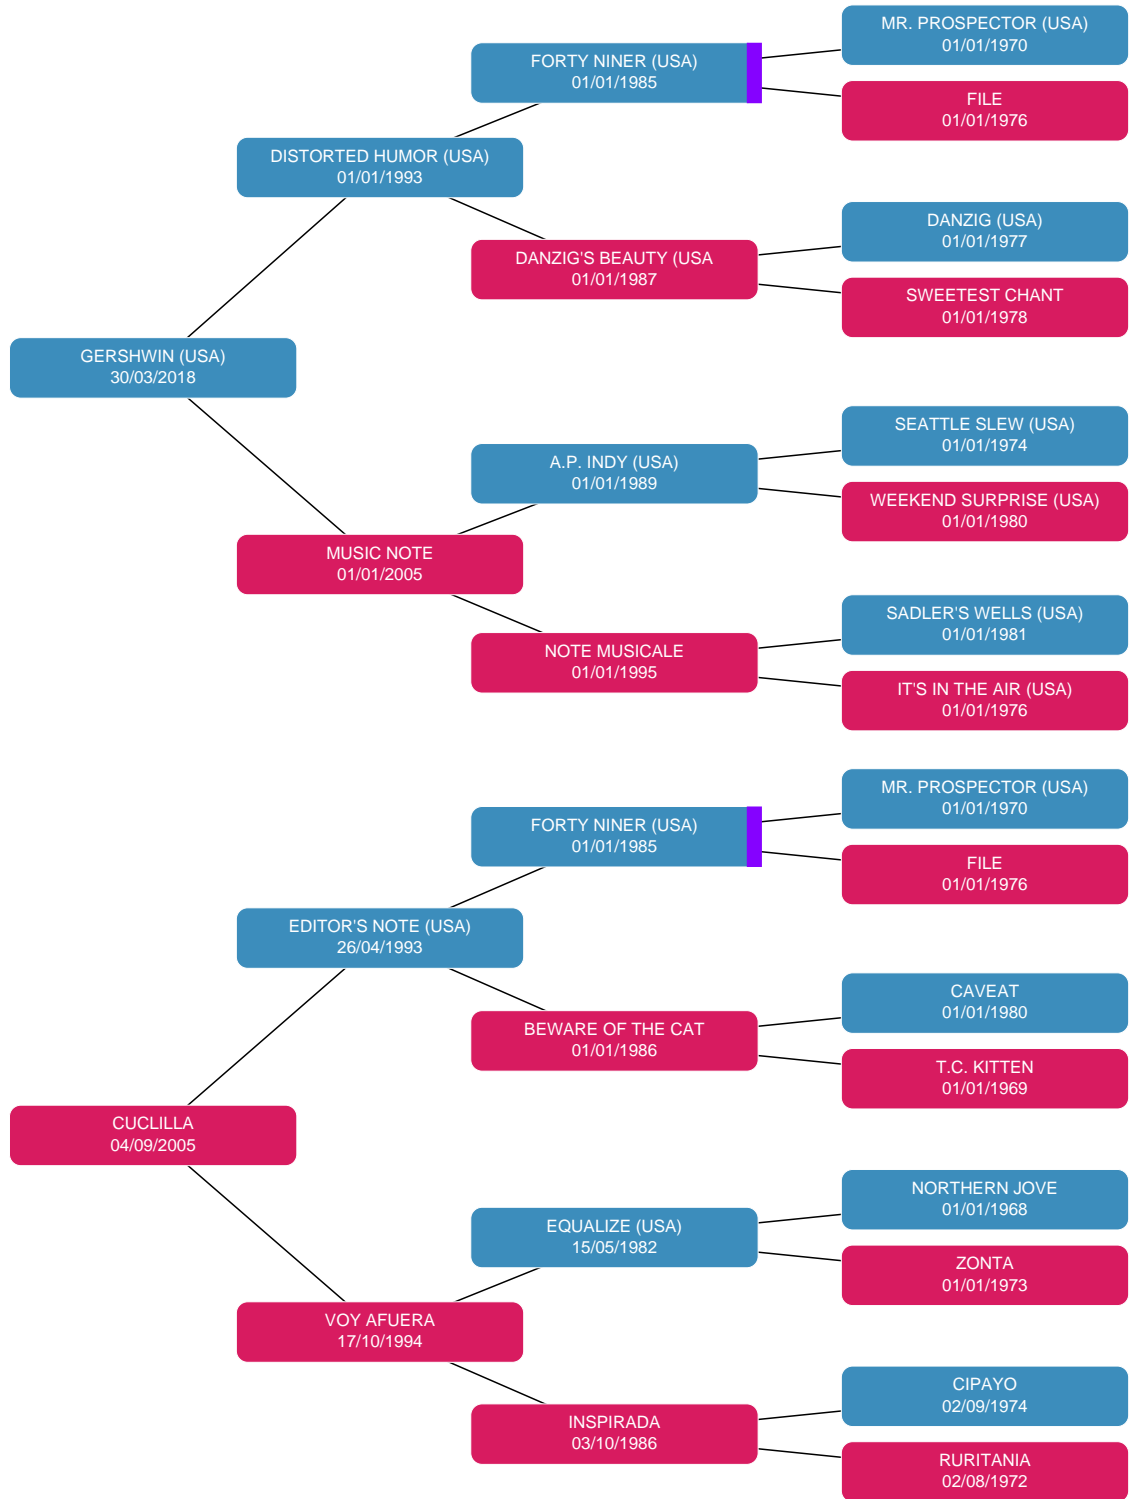 MR. PROSPECTOR (USA)
01/01/1970
FORTY NINER (USA)
01/01/1985
FILE
01/01/1976
DISTORTED HUMOR (USA)
01/01/1993
DANZIG (USA)
01/01/1977
DANZIG'S BEAUTY (USA
01/01/1987
SWEETEST CHANT
01/01/1978
GERSHWIN (USA)
30/03/2018
SEATTLE SLEW (USA)
01/01/1974
A.P. INDY (USA)
01/01/1989
WEEKEND SURPRISE (USA)
01/01/1980
MUSIC NOTE
01/01/2005
SADLER'S WELLS (USA)
01/01/1981
NOTE MUSICALE
01/01/1995
IT'S IN THE AIR (USA)
01/01/1976
MR. PROSPECTOR (USA)
01/01/1970
FORTY NINER (USA)
01/01/1985
FILE
01/01/1976
EDITOR'S NOTE (USA)
26/04/1993
CAVEAT
01/01/1980
BEWARE OF THE CAT
01/01/1986
T.C. KITTEN
01/01/1969
CUCLILLA
04/09/2005
NORTHERN JOVE
01/01/1968
EQUALIZE (USA)
15/05/1982
ZONTA
01/01/1973
VOY AFUERA
17/10/1994
CIPAYO
02/09/1974
INSPIRADA
03/10/1986
RURITANIA
02/08/1972